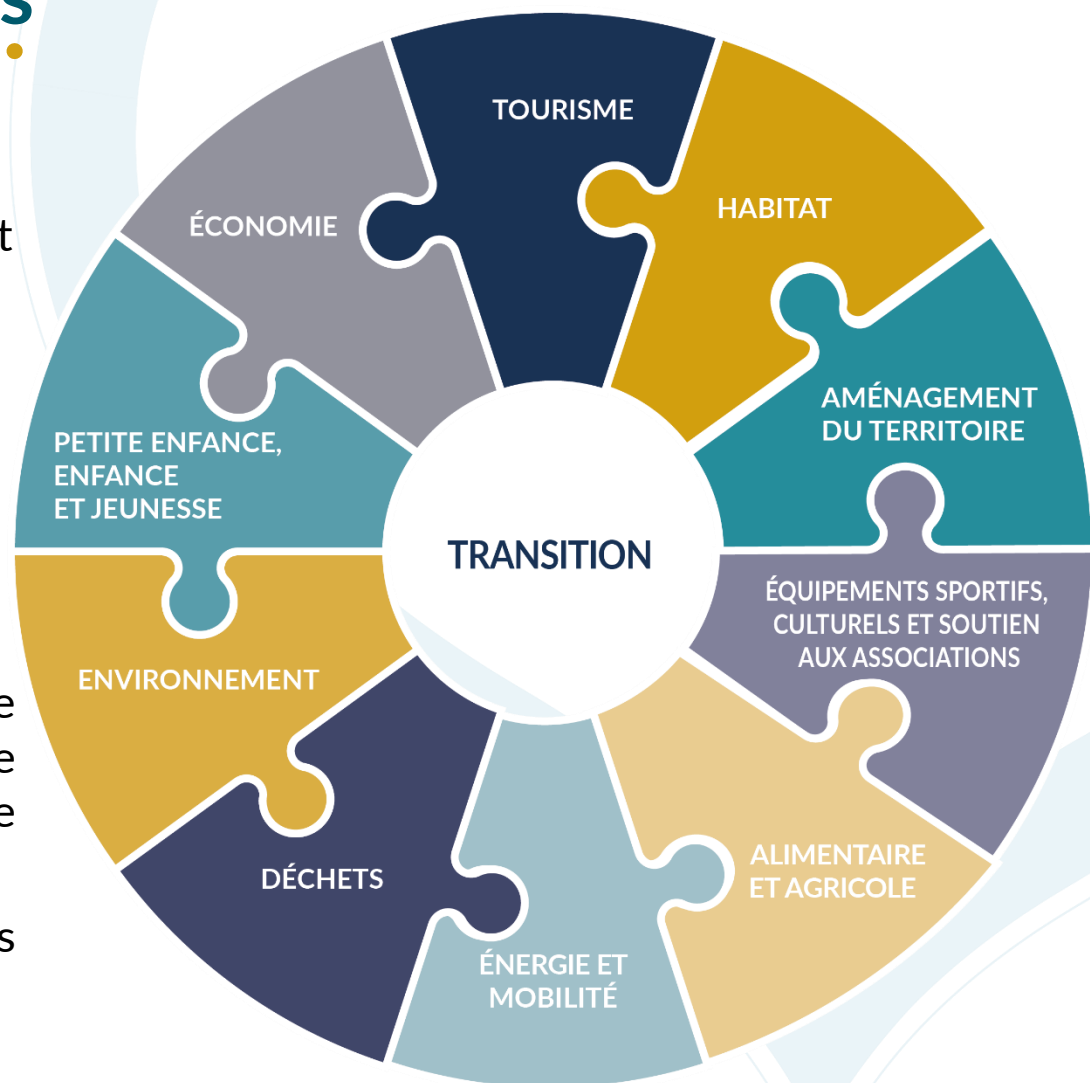 s
t
e
e
e
s
TOURISME
HABITAT
AMÉNAGEMENT
DU TERRITOIRE
ÉQUIPEMENTS SPORTIFS,
CULTURELS ET SOUTIEN
AUX ASSOCIATIONS
ALIMENTAIRE
ET AGRICOLE
ÉNERGIE ET
MOBILITÉ
DÉCHETS
ENVIRONNEMENT
PETITE ENFANCE,
ENFANCE
ET JEUNESSE
ÉCONOMIE
TRANSITION